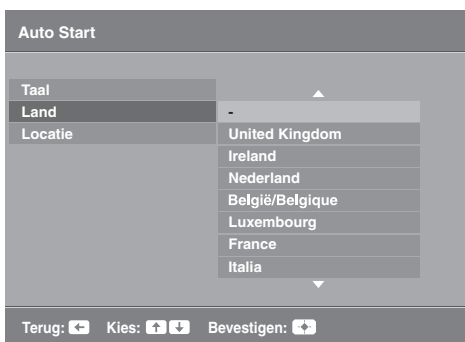 Auto Start
Taal
Land
Locatie
-
United Kingdom
Ireland
Nederland
België/Belgique
Luxembourg
France
Italia
Terug: Kies: Bevestigen: